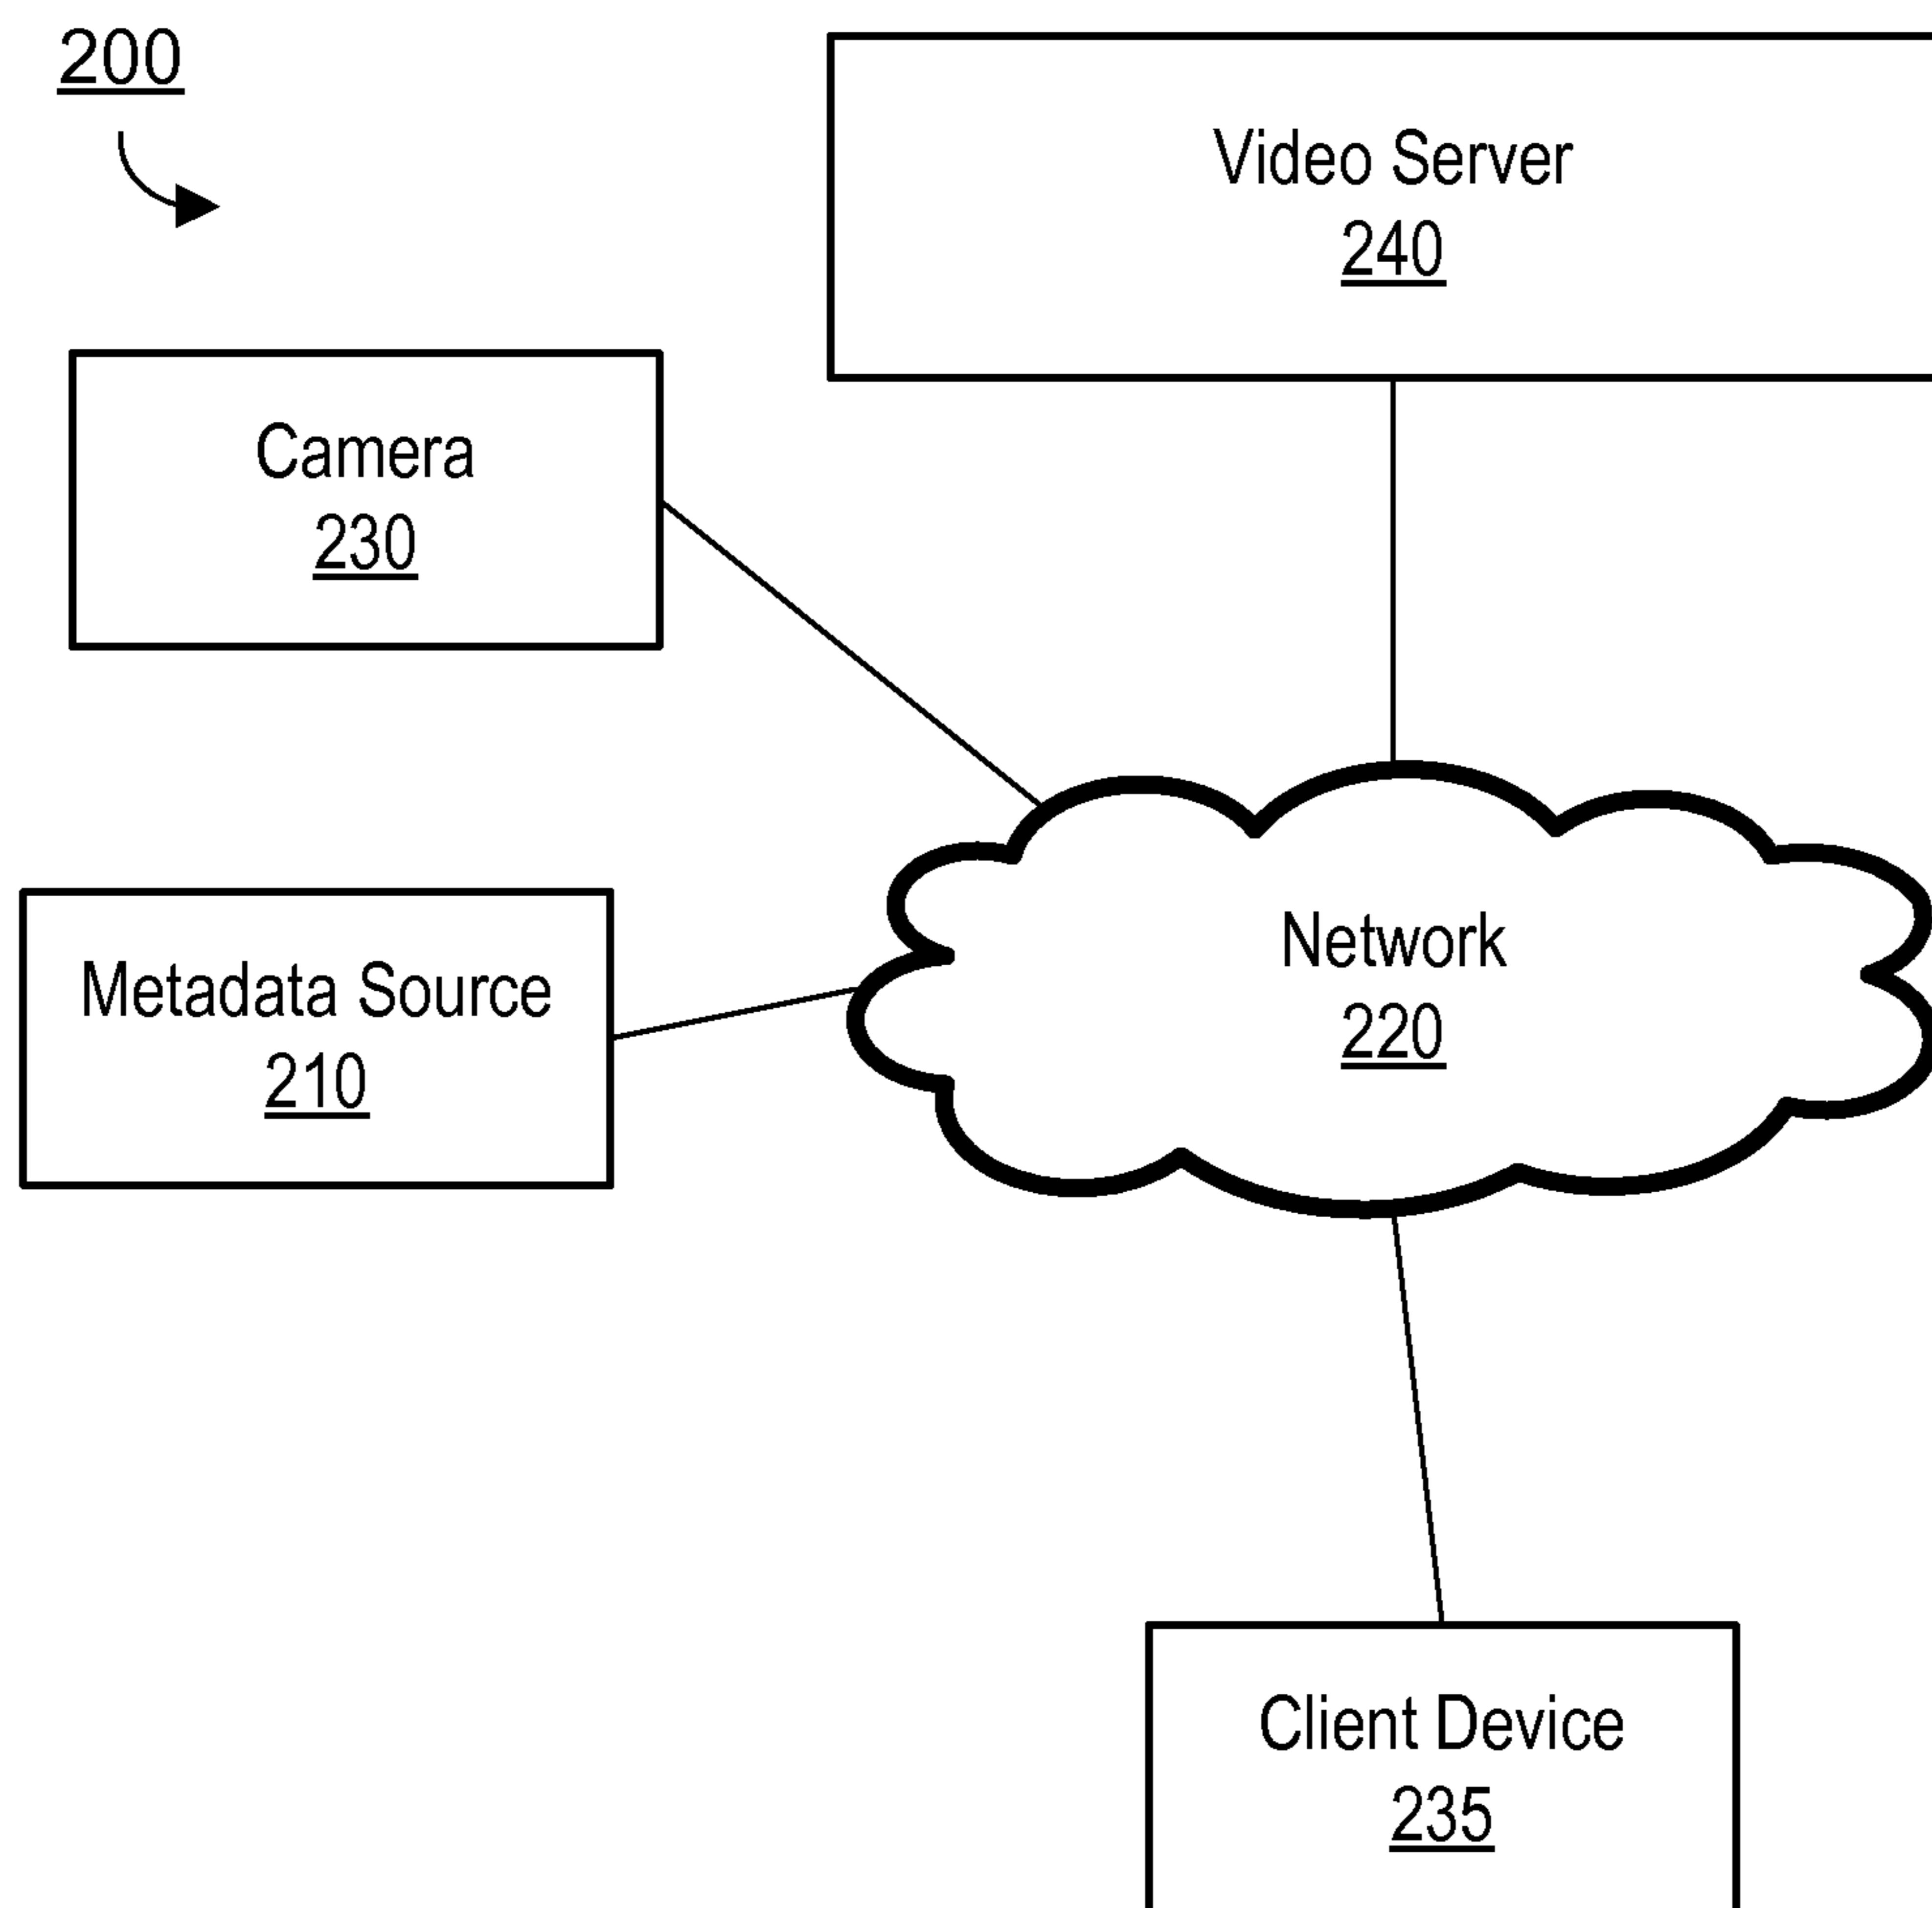 200
Video Server
240
Camera
230
Network
220
Metadata Source
210
Client Device
235